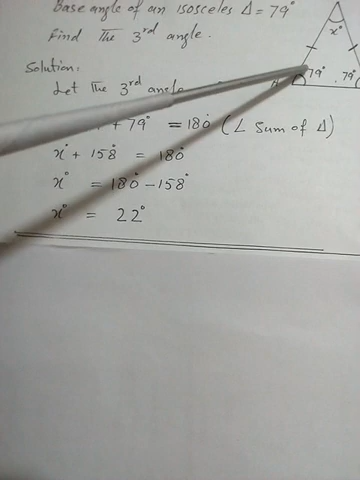 Base angle of an isosceles Δ = 79°
Find The 3rd angle.
x°
Solution:
79° 79°
Let The 3rd angle
A
+ 79° = 180° (∠ Sum of Δ)
x° + 158° = 180°
x° = 180° - 158°
x° = 22°